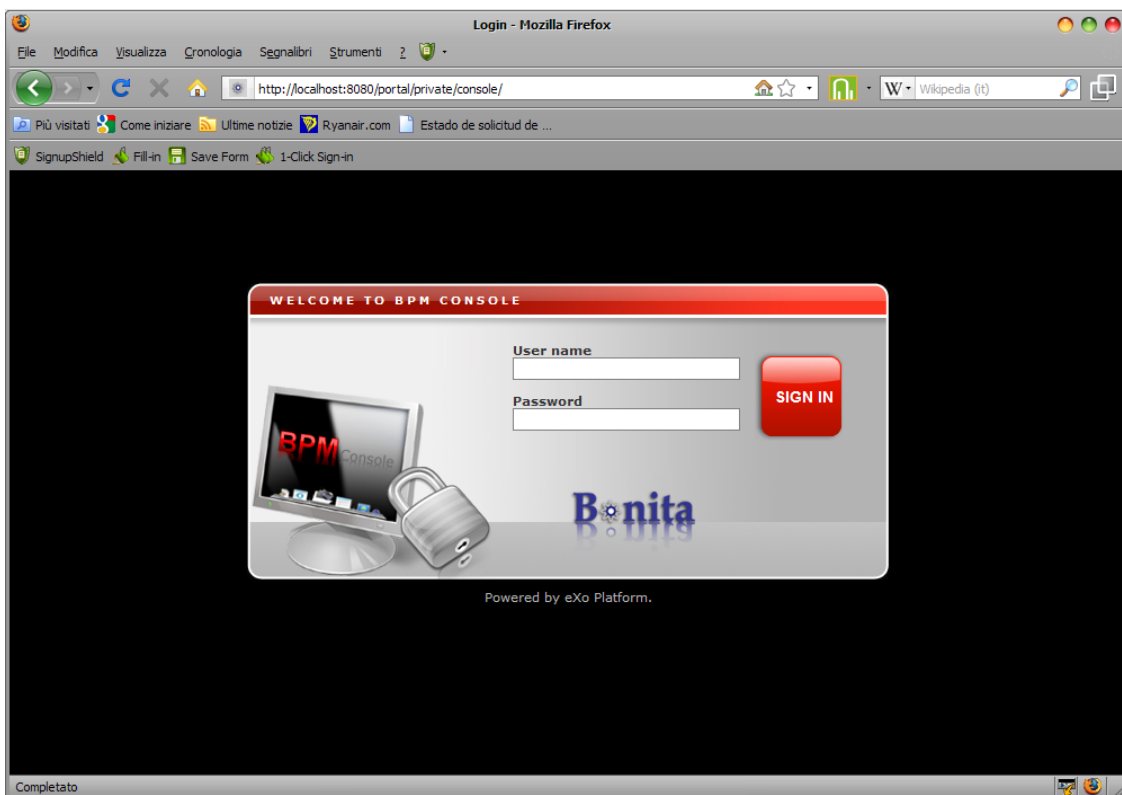 Login - Mozilla Firefox
File Modifica Visualizza Cronologia Segnalibri Strumenti ?
http://localhost:8080/portal/private/console/ W Wikipedia (it)
Più visitati Come iniziare Ultime notizie Ryanair.com Estado de solicitud de ...
SignupShield Fill-in Save Form 1-Click Sign-in
WELCOME TO BPM CONSOLE
User name
Password
SIGN IN
BPM Console
Bonita
Powered by eXo Platform.
Completato